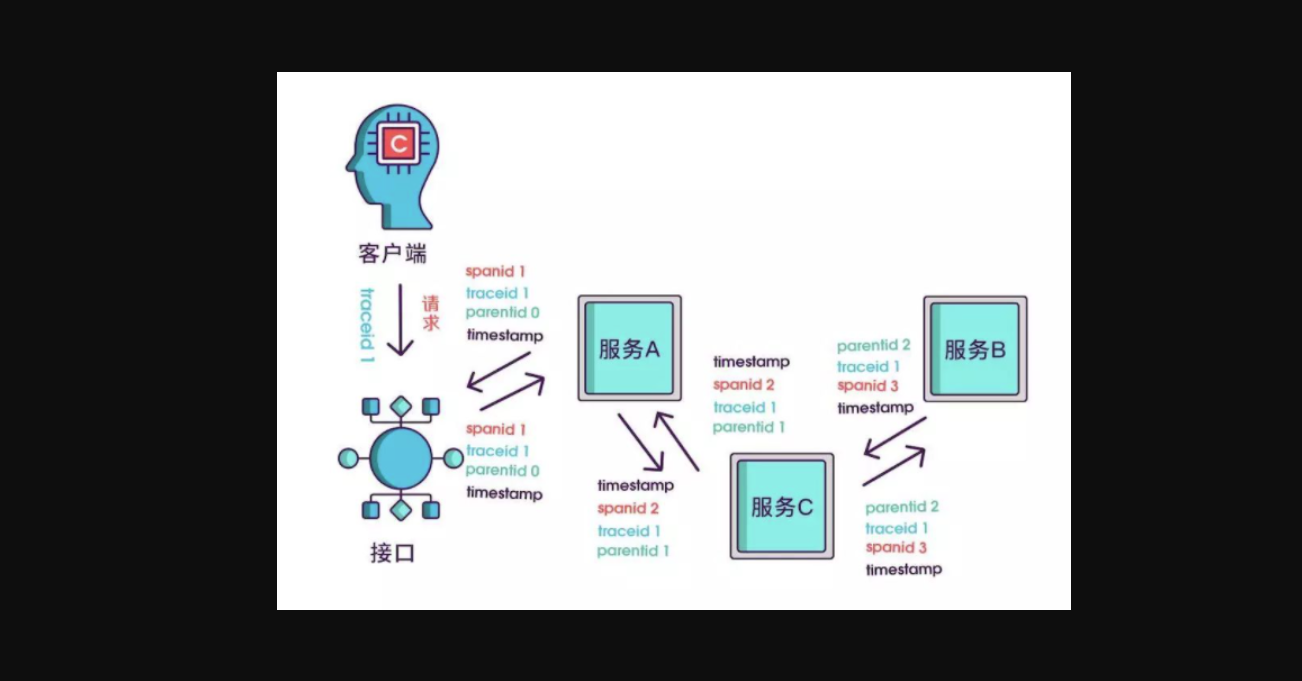 C
客户端
traceid 1
请求
spanid 1
traceid 1
parentid 0
timestamp
spanid 1
traceid 1
parentid 0
timestamp
接口
服务A
timestamp
spanid 2
traceid 1
parentid 1
timestamp
spanid 2
traceid 1
parentid 1
服务C
parentid 2
traceid 1
spanid 3
timestamp
服务B
parentid 2
traceid 1
spanid 3
timestamp